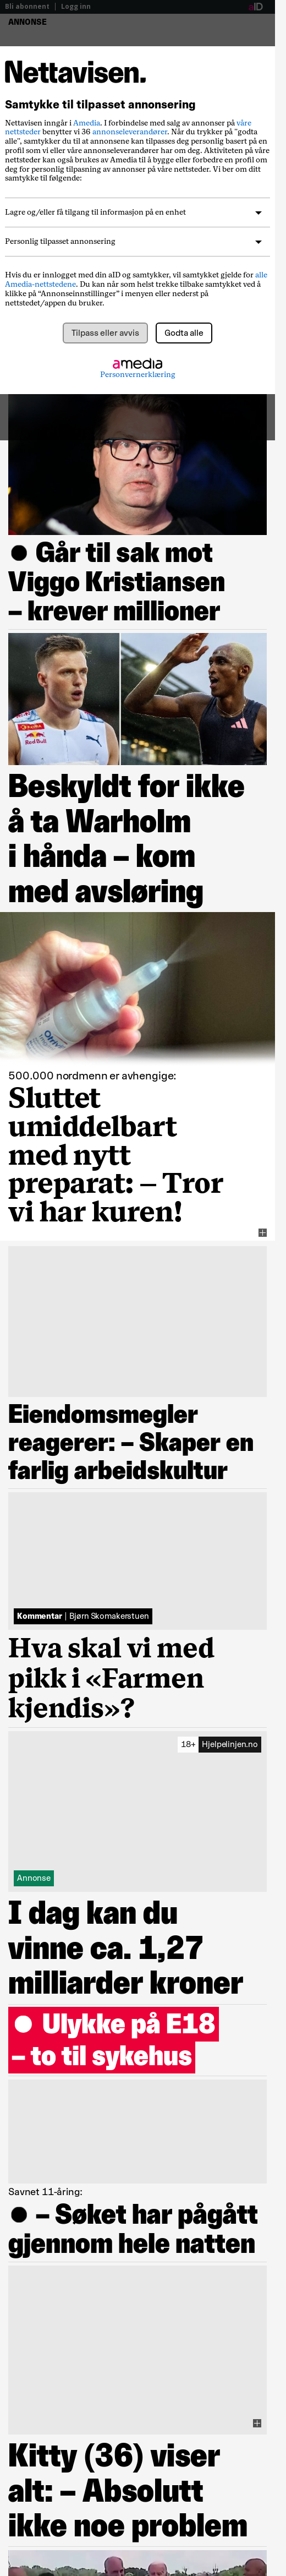 Bli abonnent | Logg inn
aID
ANNONSE
Nettavisen.
Samtykke til tilpasset annonsering
Nettavisen inngår i Amedia. I forbindelse med salg av annonser på våre
nettsteder benytter vi 36 annonseleverandører. Når du trykker på "godta
alle", samtykker du til at annonsene kan tilpasses deg personlig basert på en
profil som vi eller våre annonseleverandører har om deg. Aktiviteten på våre
nettsteder kan også brukes av Amedia til å bygge eller forbedre en profil om
deg for personlig tilpasning av annonser på våre nettsteder. Vi ber om ditt
samtykke til følgende:
Lagre og/eller få tilgang til informasjon på en enhet
Personlig tilpasset annonsering
Hvis du er innlogget med din aID og samtykker, vil samtykket gjelde for alle
Amedia-nettstedene. Du kan når som helst trekke tilbake samtykket ved å
klikke på “Annonseinnstillinger” i menyen eller nederst på
nettstedet/appen du bruker.
Tilpass eller avvis
Godta alle
amedia
Personvernerklæring
Går til sak mot
Viggo Kristiansen
– krever millioner
Red Bull
Beskyldt for ikke
å ta Warholm
i hånda – kom
med avsløring
Otrivin
500.000 nordmenn er avhengige:
Sluttet
umiddelbart
med nytt
preparat: – Tror
vi har kuren!
Eiendomsmegler
reagerer: – Skaper en
farlig arbeidskultur
Kommentar | Bjørn Skomakerstuen
Hva skal vi med
pikk i «Farmen
kjendis»?
18+ Hjelpelinjen.no
Annonse
I dag kan du
vinne ca. 1,27
milliarder kroner
Ulykke på E18
– to til sykehus
Savnet 11-åring:
– Søket har pågått
gjennom hele natten
Kitty (36) viser
alt: – Absolutt
ikke noe problem